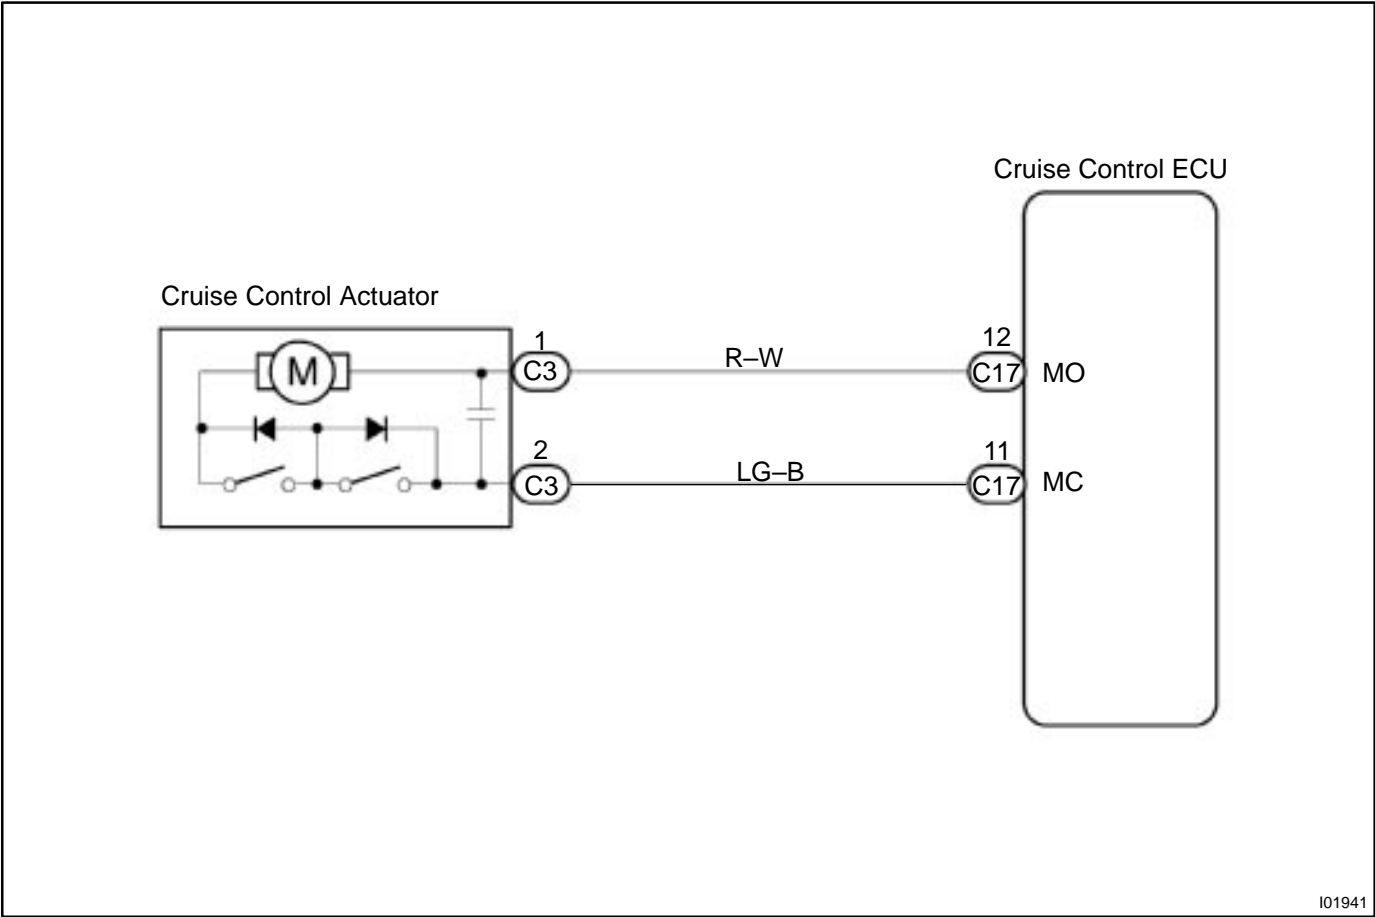 Cruise Control ECU
Cruise Control Actuator
M
1
C3
R–W
12
C17
MO
2
C3
LG–B
11
C17
MC
I01941